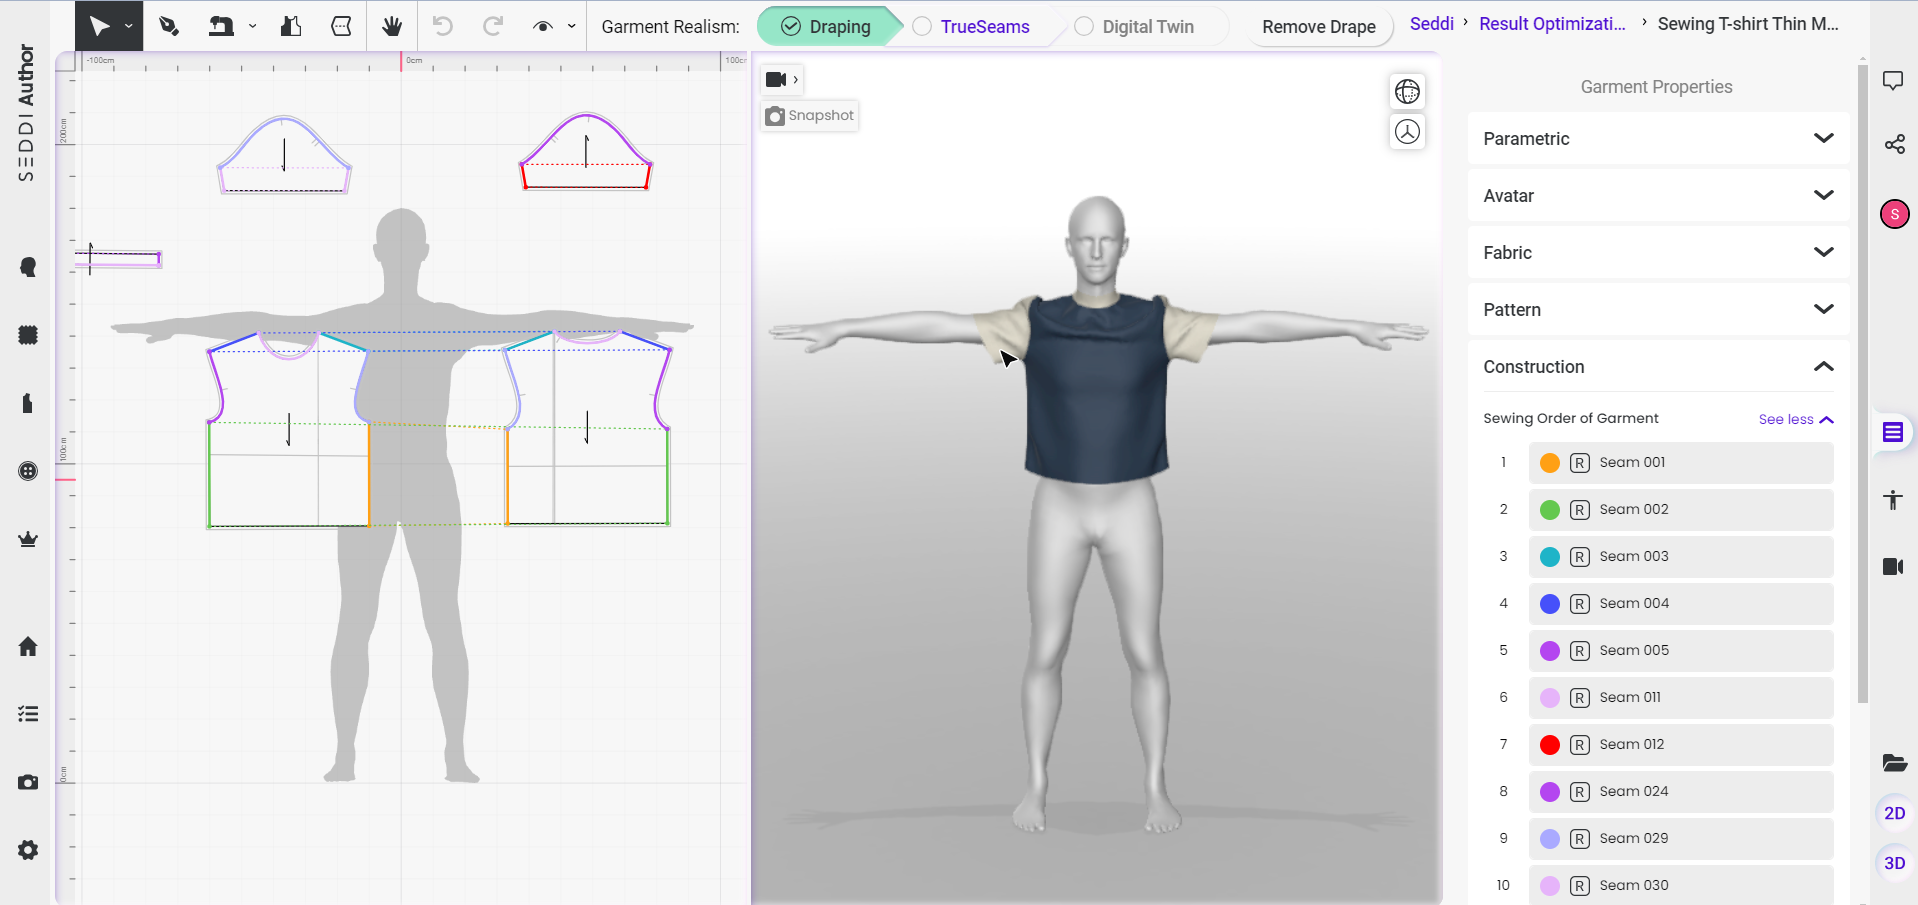 SEDDI Author
Garment Realism:
Draping
TrueSeams
Digital Twin
Remove Drape
Seddi › Result Optimizati... › Sewing T-shirt Thin M...
-100cm
0cm
100cm
200cm
100cm
0cm
Snapshot
Garment Properties
Parametric
Avatar
Fabric
Pattern
Construction
Sewing Order of Garment
See less
1 R Seam 001
2 R Seam 002
3 R Seam 003
4 R Seam 004
5 R Seam 005
6 R Seam 011
7 R Seam 012
8 R Seam 024
9 R Seam 029
10 R Seam 030
S
2D
3D